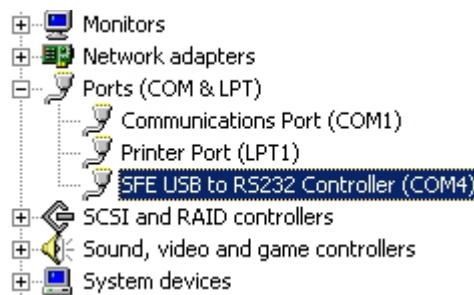 Monitors
Network adapters
Ports (COM & LPT)
Communications Port (COM1)
Printer Port (LPT1)
SFE USB to RS232 Controller (COM4)
SCSI and RAID controllers
Sound, video and game controllers
System devices